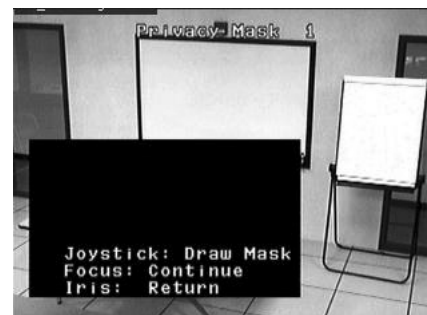 Privacy Mask 1
Joystick: Draw Mask
Focus: Continue
Iris: Return